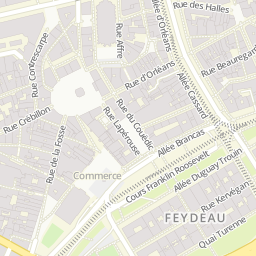 Rue des Halles
Rue Contrescarpe
Rue Affre
Allée d'Orléans
Rue Beauregard
Rue d'Orléans
Allée Cassard
Rue Crébillon
Rue de la Fosse
Rue du Couëdic
Rue Lapérouse
Allée Brancas
Commerce
Cours Franklin Roosevelt
Allée Duguay Trouin
Rue Kervégan
FEYDEAU
Quai Turenne